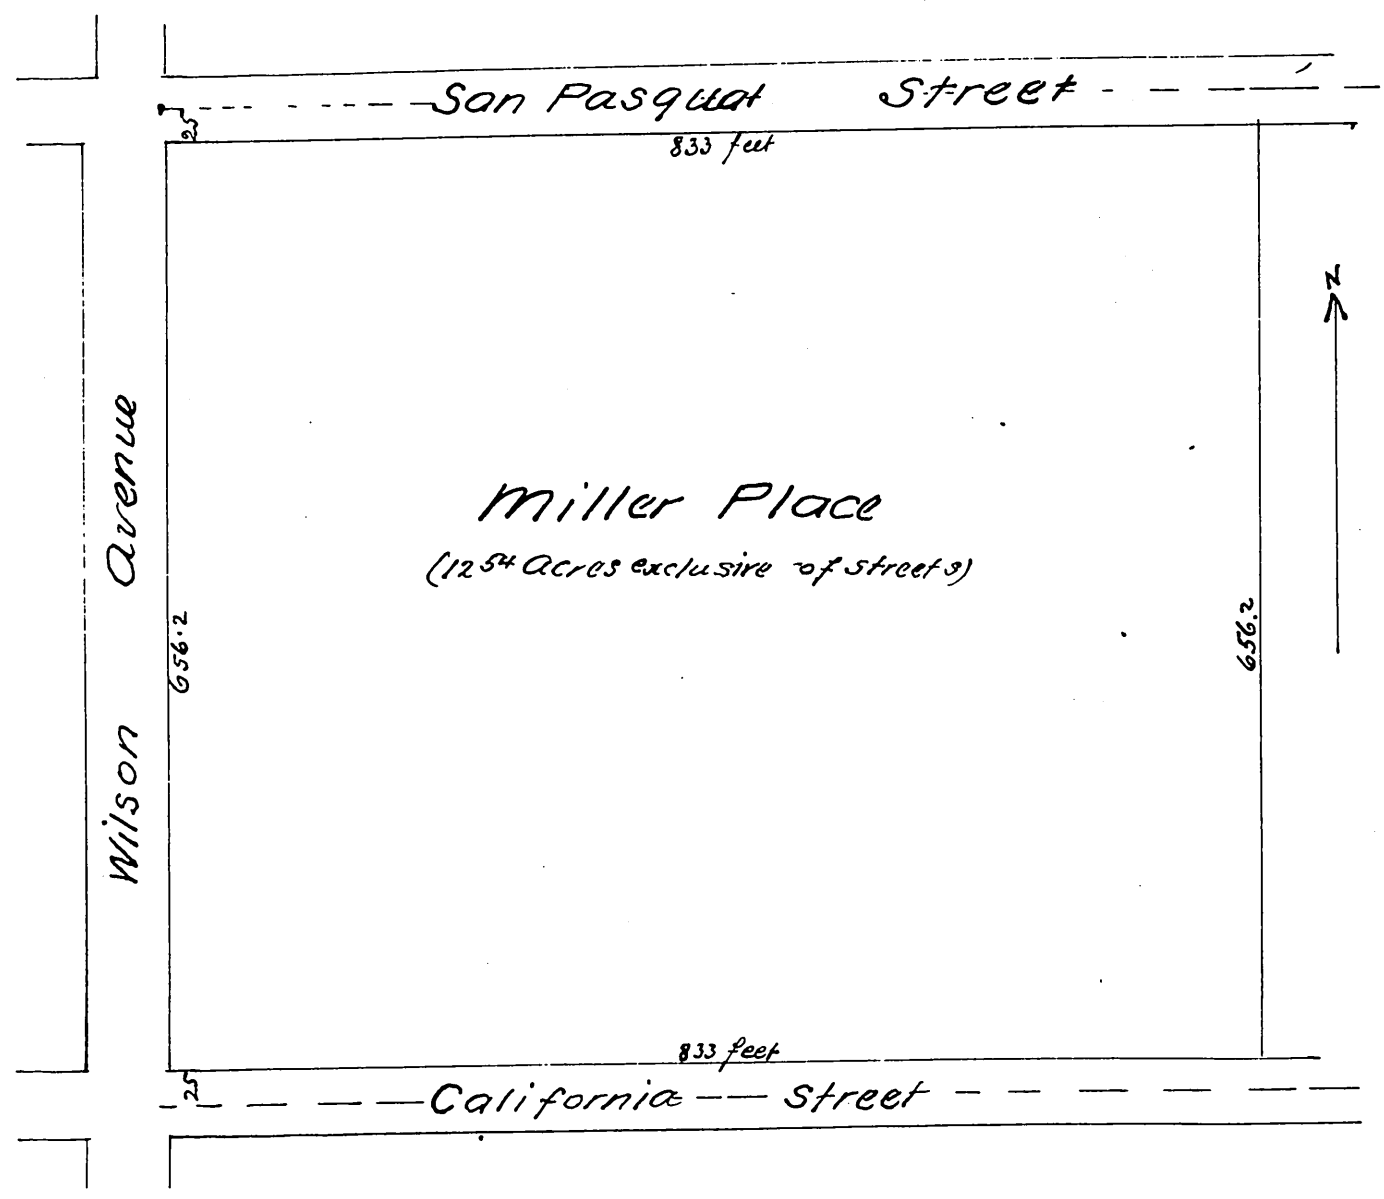 San Pasqual Street
25
833 feet
N
Wilson Avenue
Miller Place
(12 54 Acres exclusive of streets)
656.2
656.2
833 feet
25
California Street